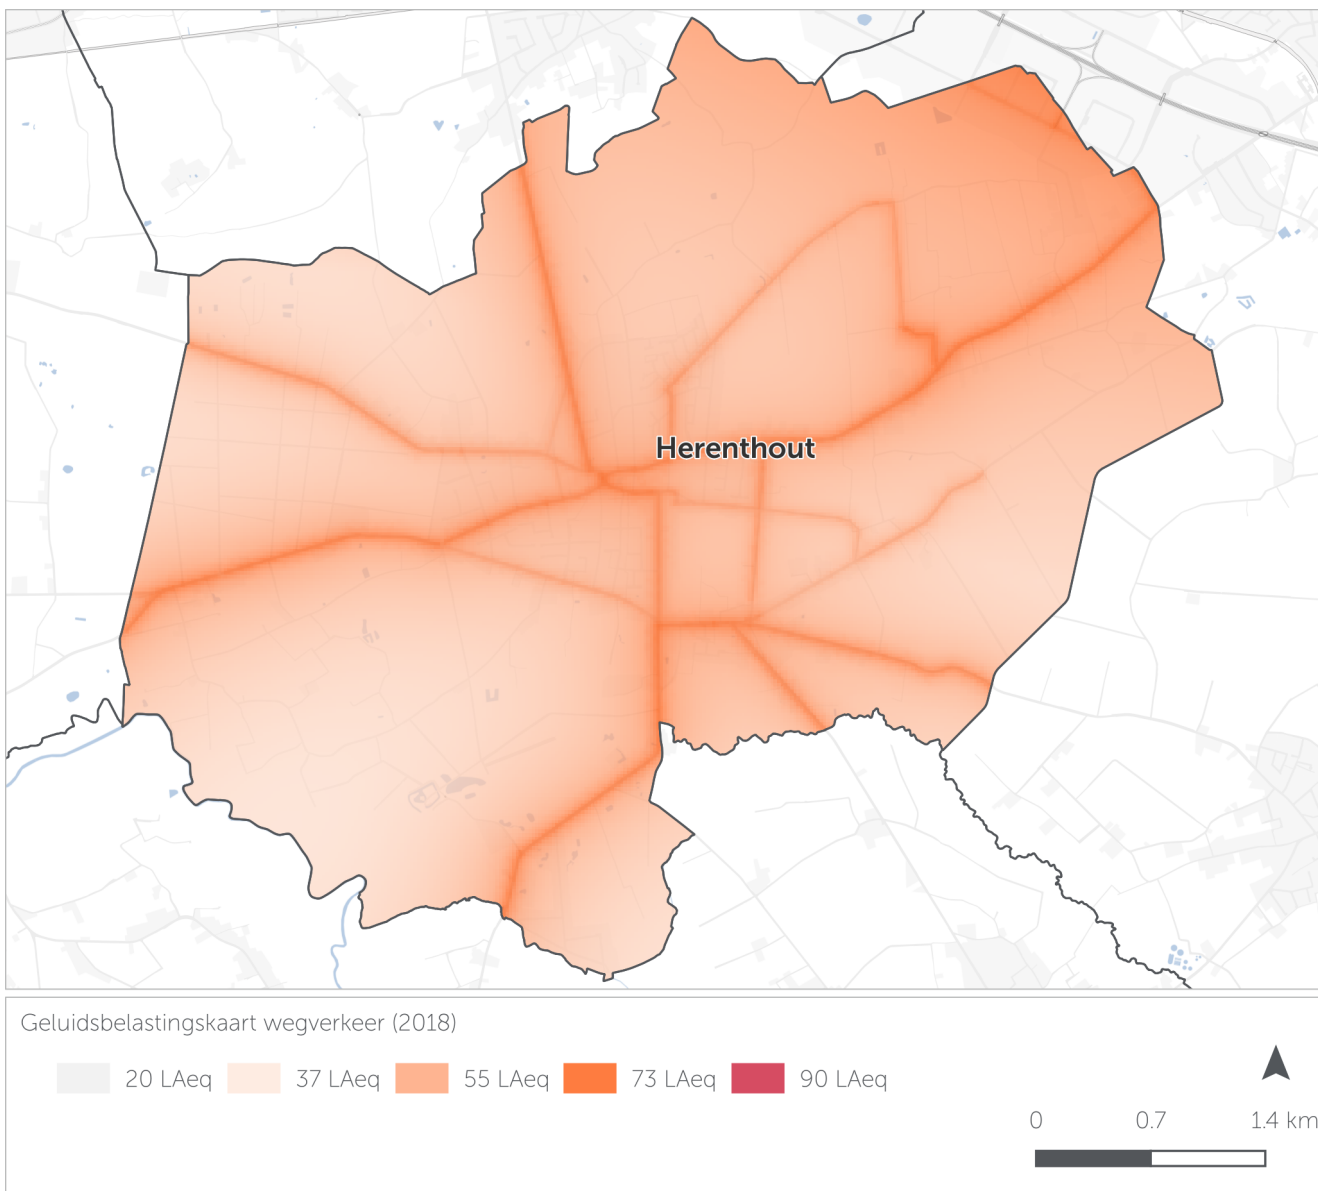 Herenthout
Geluidsbelastingskaart wegverkeer (2018)
20 LAeq 37 LAeq 55 LAeq 73 LAeq 90 LAeq
0 0.7 1.4 km